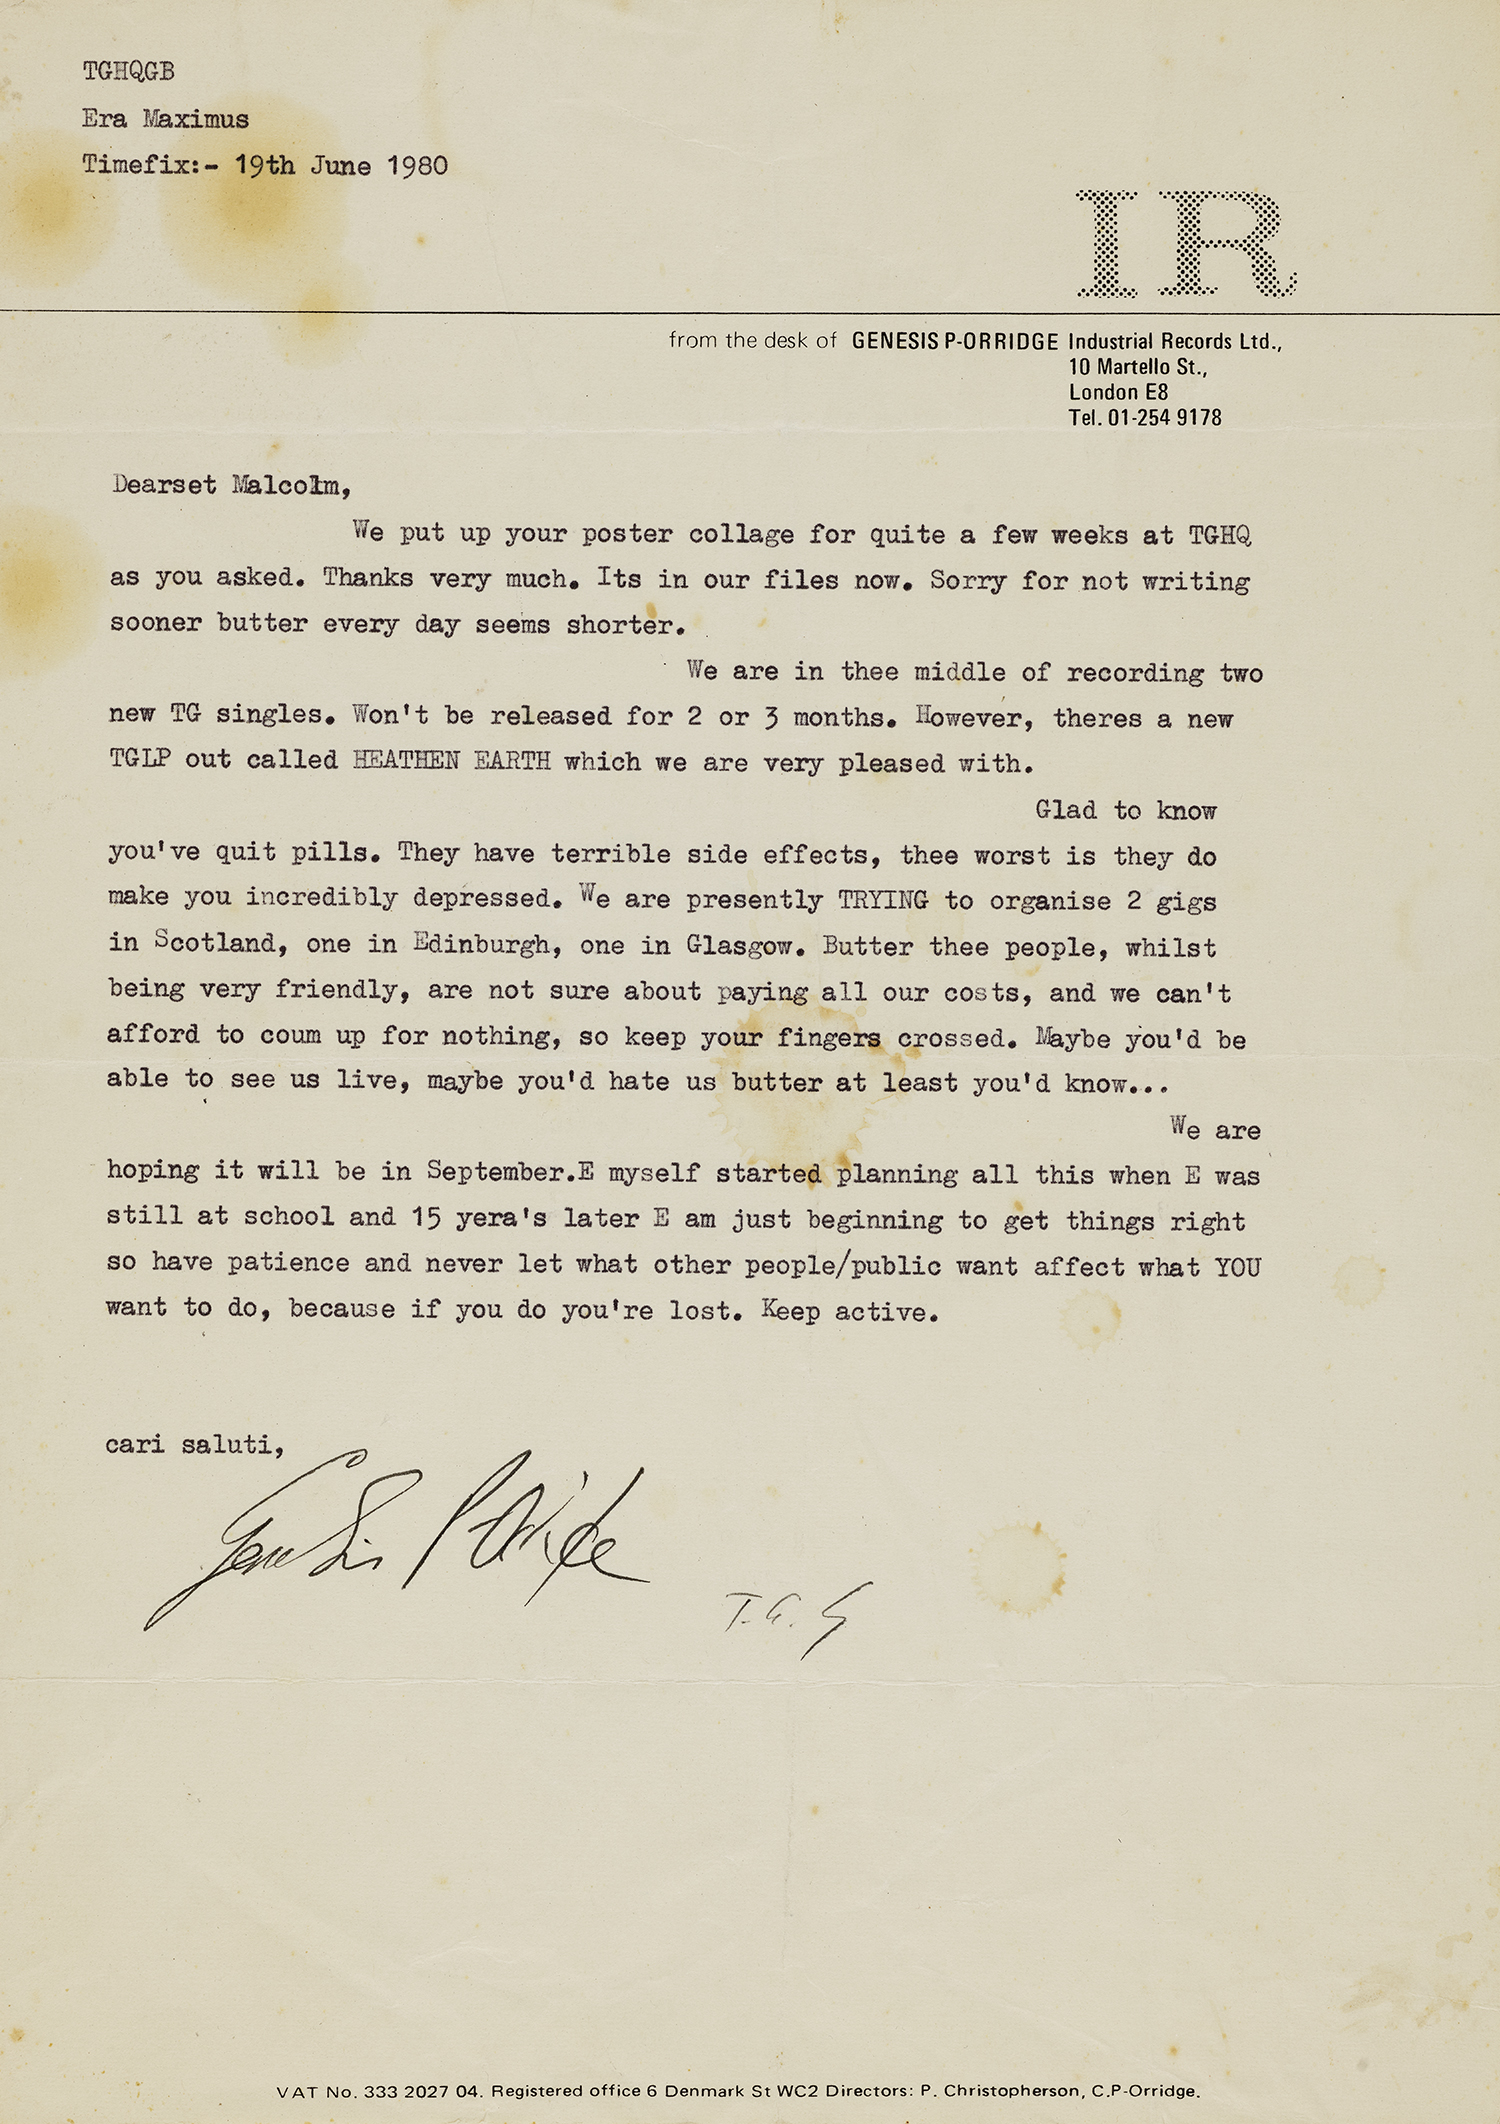 TGHQGB
Era Maximus
Timefix:- 19th June 1980
IR
from the desk of GENESIS P-ORRIDGE Industrial Records Ltd.,
10 Martello St.,
London E8
Tel. 01-254 9178
Dearset Malcolm,
We put up your poster collage for quite a few weeks at TGHQ
as you asked. Thanks very much. Its in our files now. Sorry for not writing
sooner butter every day seems shorter.
We are in thee middle of recording two
new TG singles. Won't be released for 2 or 3 months. However, theres a new
TGLP out called HEATHEN EARTH which we are very pleased with.
Glad to know
you've quit pills. They have terrible side effects, thee worst is they do
make you incredibly depressed. We are presently TRYING to organise 2 gigs
in Scotland, one in Edinburgh, one in Glasgow. Butter thee people, whilst
being very friendly, are not sure about paying all our costs, and we can't
afford to coum up for nothing, so keep your fingers crossed. Maybe you'd be
able to see us live, maybe you'd hate us butter at least you'd know...
We are
hoping it will be in September.E myself started planning all this when E was
still at school and 15 yera's later E am just beginning to get things right
so have patience and never let what other people/public want affect what YOU
want to do, because if you do you're lost. Keep active.
cari saluti,
Genesis P-Orridge
VAT No. 333 2027 04. Registered office 6 Denmark St WC2 Directors: P. Christopherson, C.P-Orridge.